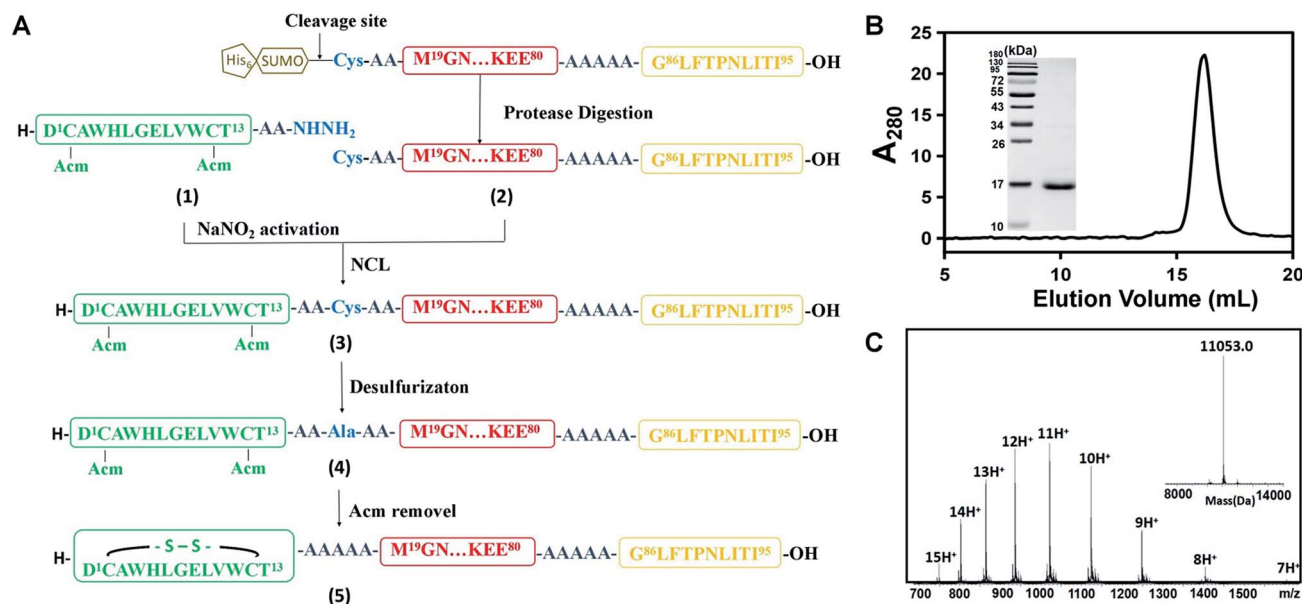 A
Cleavage site
His6 SUMO Cys-AA M19GN...KEE80 -AAAAA- G86LFTPNLITI95 -OH
Protease Digestion
H- D1CAWHLGELVWCT13 -AA-NHNH2
Acm Acm
Cys-AA M19GN...KEE80 -AAAAA- G86LFTPNLITI95 -OH
(1) (2)
NaNO2 activation
NCL
H- D1CAWHLGELVWCT13 -AA-Cys-AA- M19GN...KEE80 -AAAAA- G86LFTPNLITI95 -OH
Acm Acm
(3)
Desulfurizaton
H- D1CAWHLGELVWCT13 -AA-Ala-AA- M19GN...KEE80 -AAAAA- G86LFTPNLITI95 -OH
Acm Acm
(4)
Acm removel
H- -S-S- D1CAWHLGELVWCT13 -AAAAA- M19GN...KEE80 -AAAAA- G86LFTPNLITI95 -OH
(5)
B
A280
25
20
15
10
5
0
5 10 15 20
Elution Volume (mL)
(kDa)
180
130
95
72
55
43
34
26
17
10
C
11053.0
8000 14000
Mass(Da)
15H+
14H+
13H+
12H+
11H+
10H+
9H+
8H+
7H+
700 800 900 1000 1100 1200 1300 1400 1500 m/z